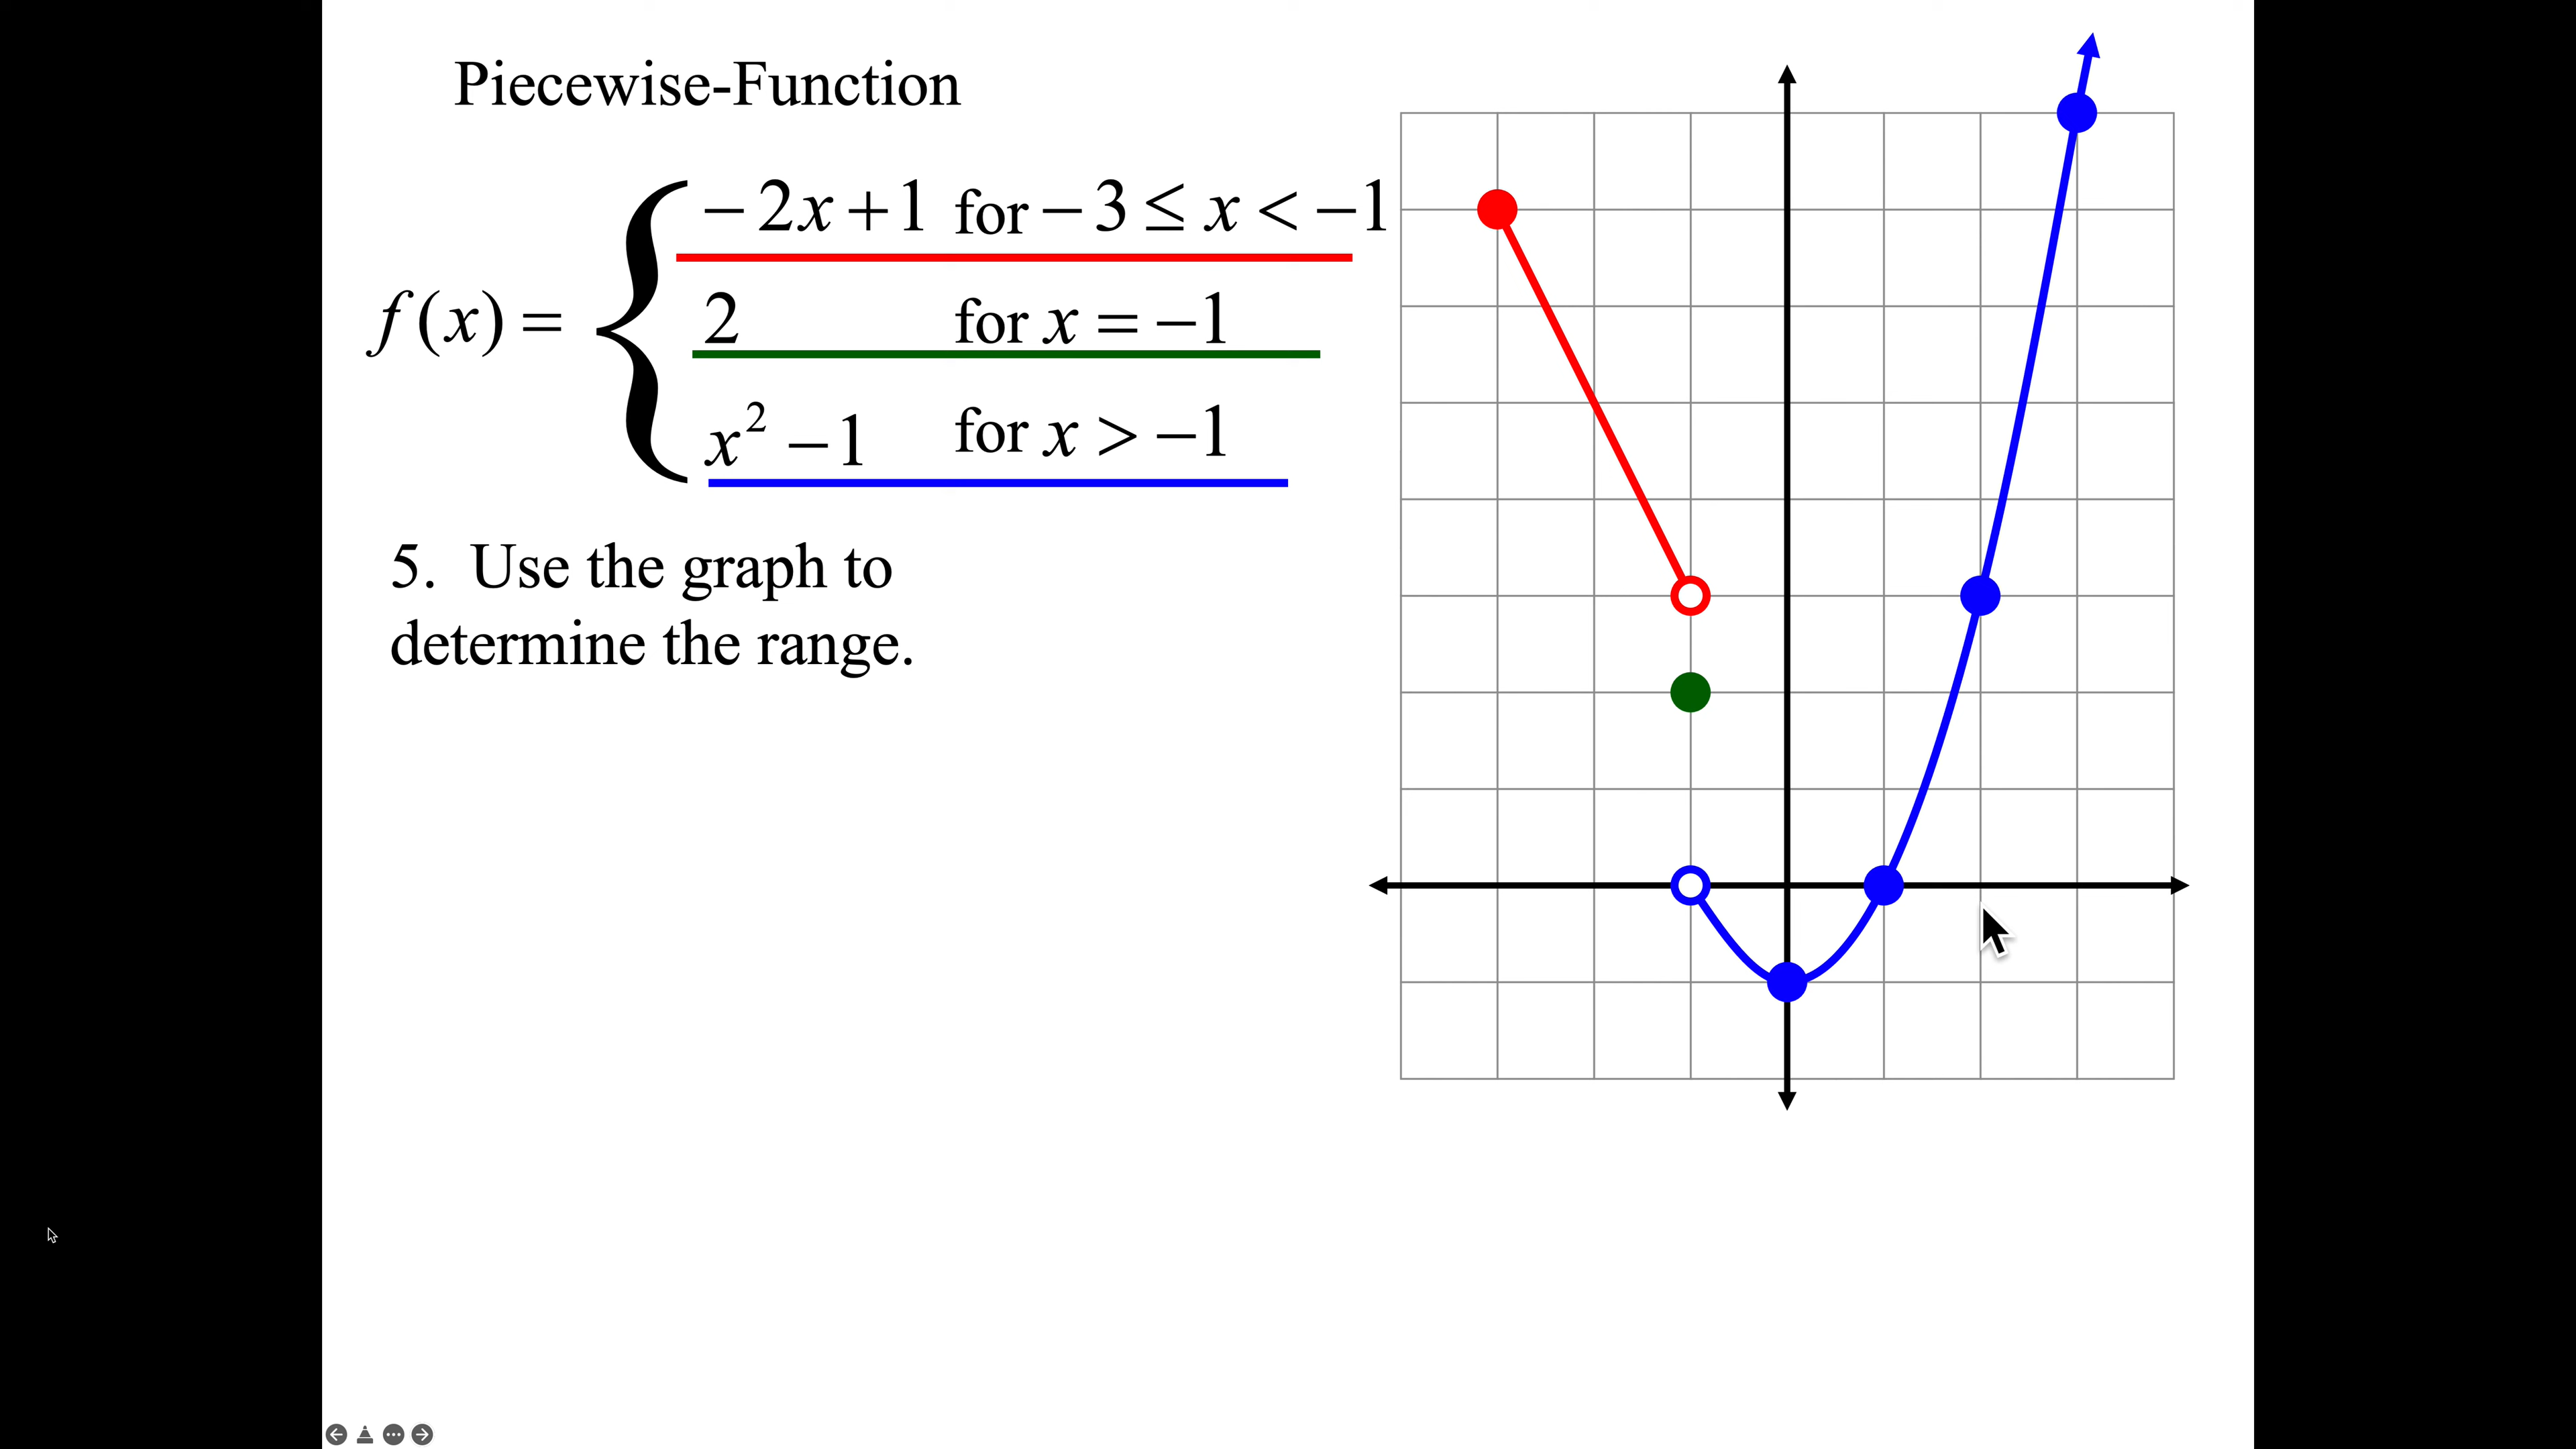 Piecewise-Function
f(x) = { −2x+1 for −3 ≤ x < −1
2 for x = −1
x² −1 for x > −1
5. Use the graph to
determine the range.